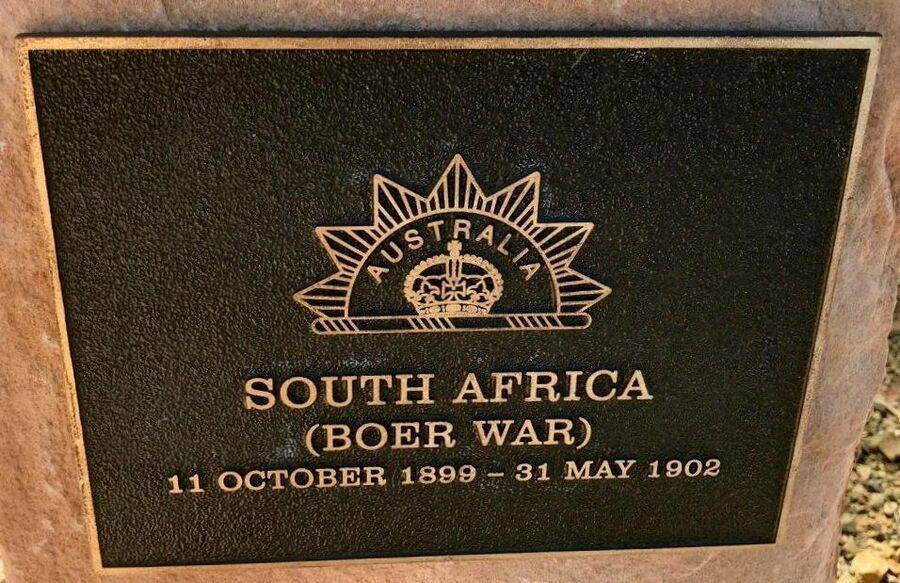 AUSTRALIA
SOUTH AFRICA
(BOER WAR)
11 OCTOBER 1899 – 31 MAY 1902